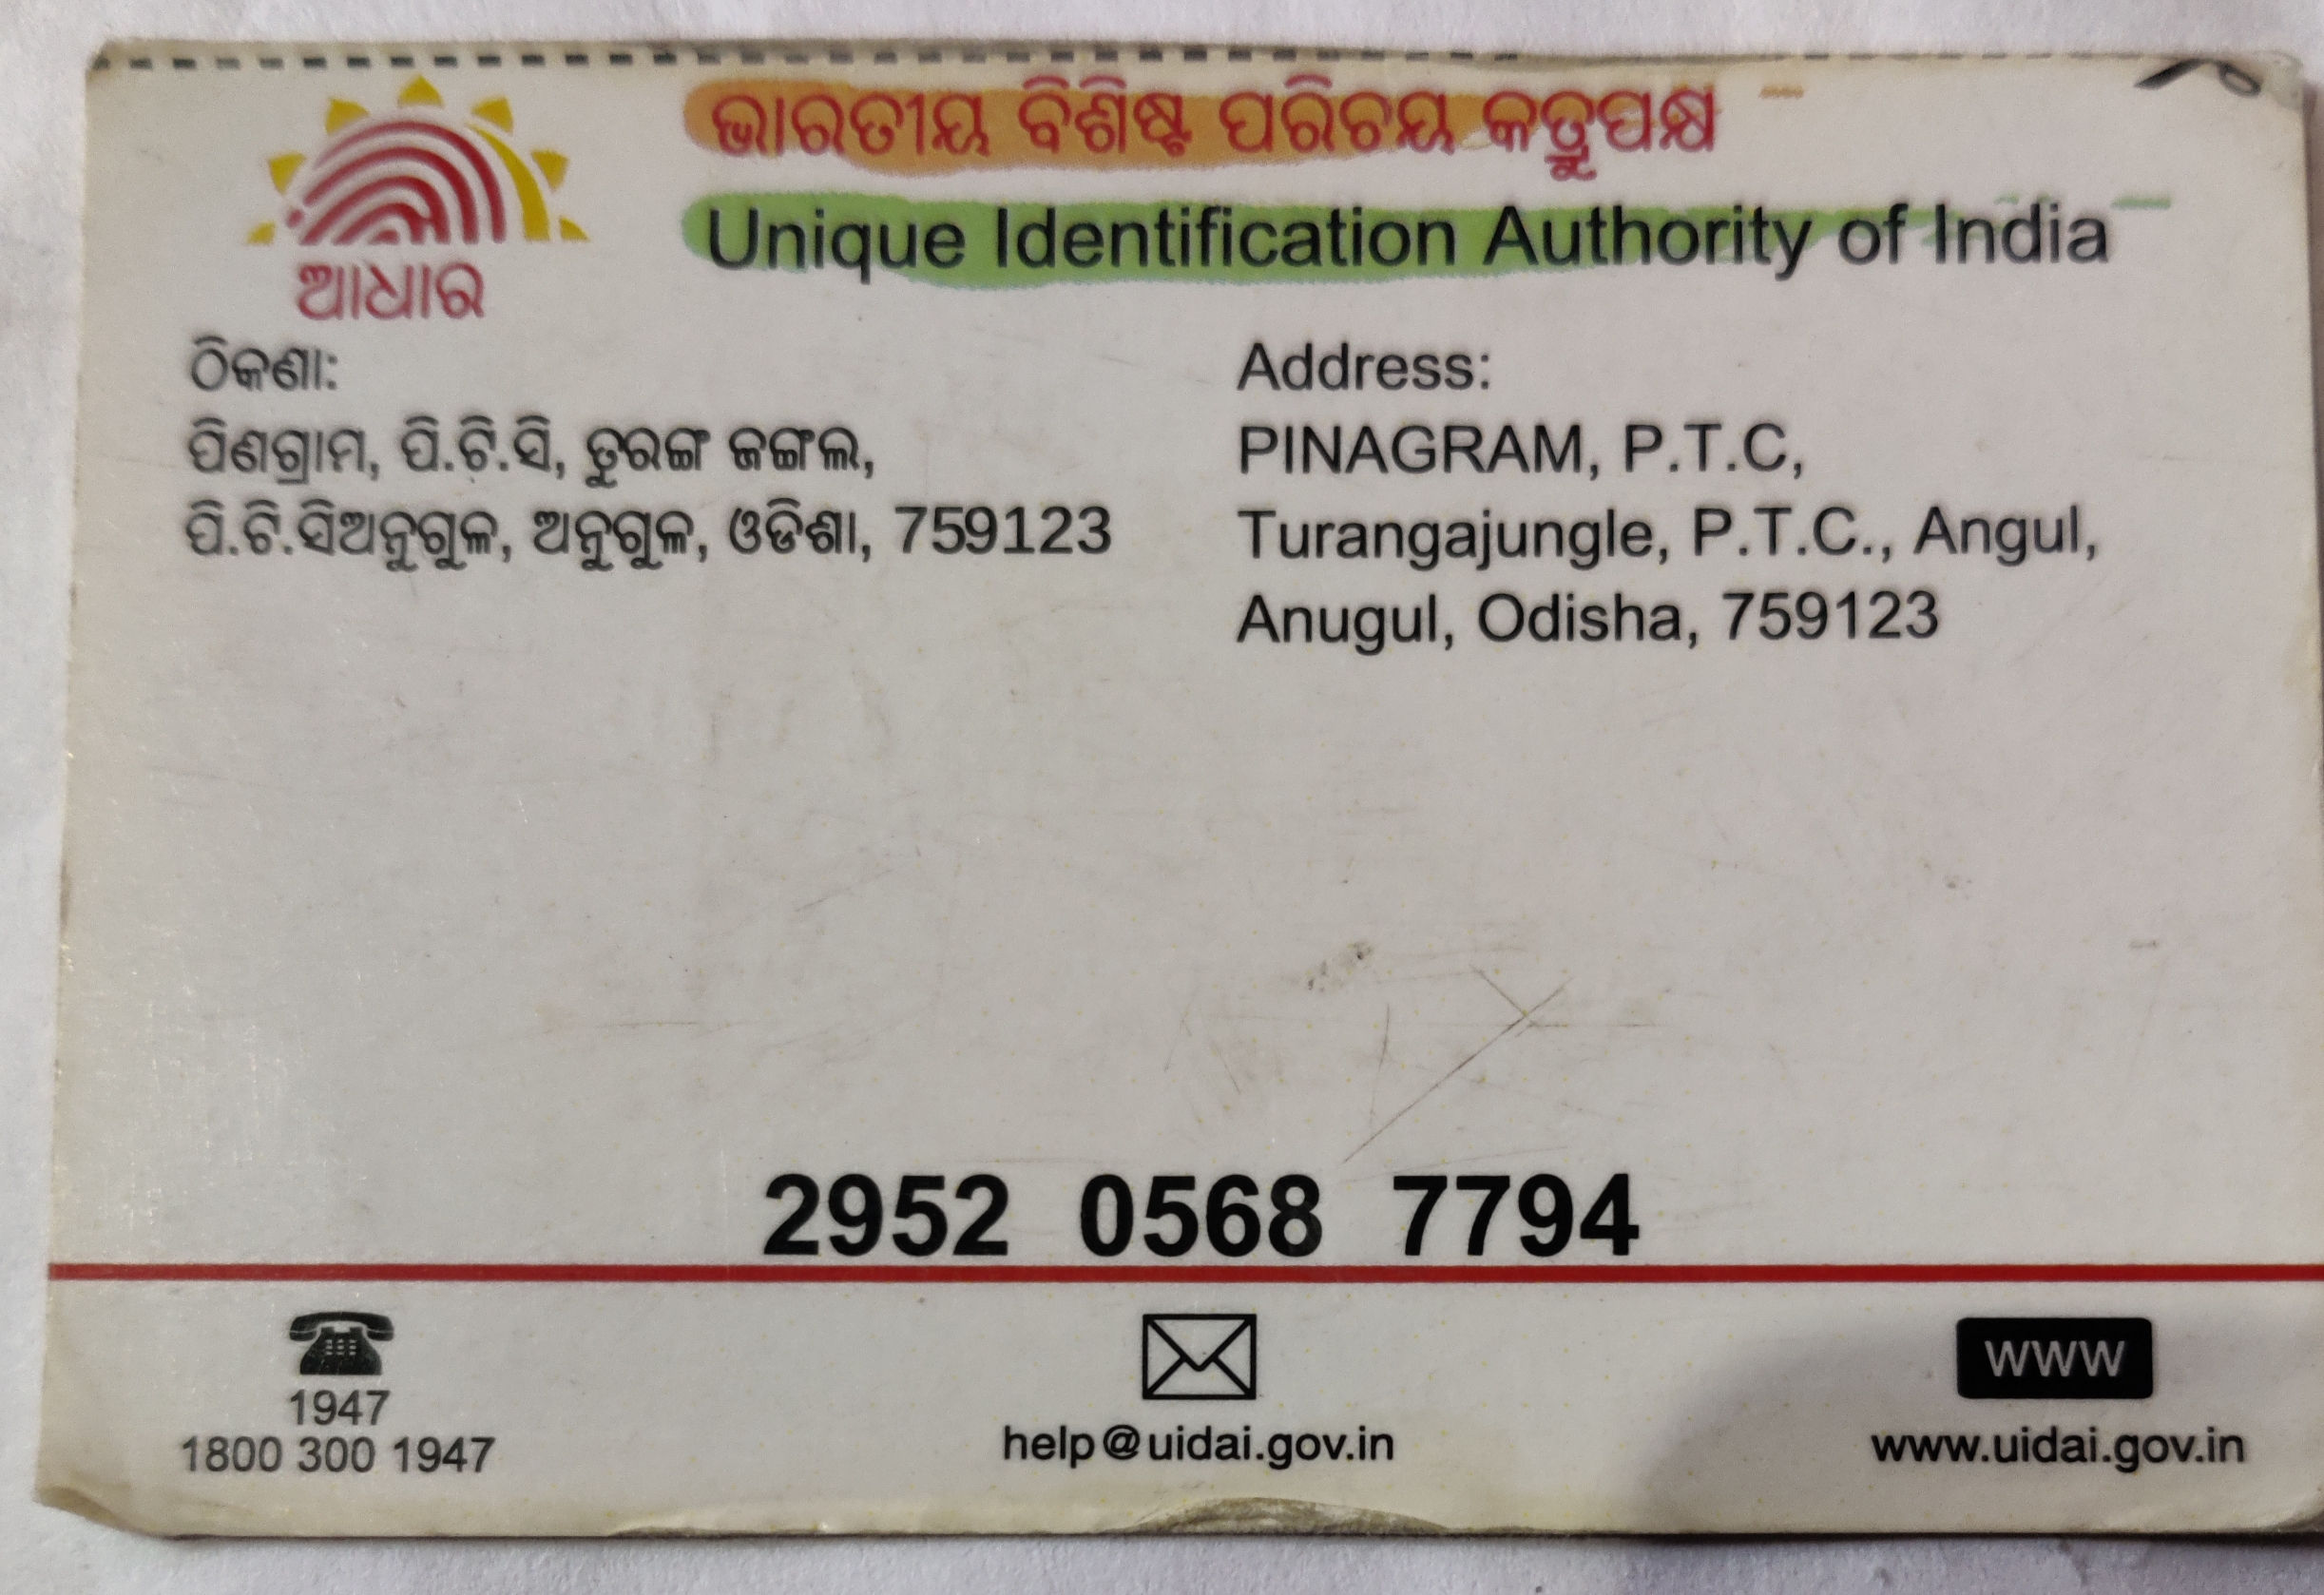 ଭାରତୀୟ ବିଶିଷ୍ଟ ପରିଚୟ କର୍ତ୍ତୃପକ୍ଷ
Unique Identification Authority of India
ଆଧାର
ଠିକଣା:
ପିଣଗ୍ରାମ, ପି.ଟି.ସି, ତୁରଙ୍ଗ ଜଙ୍ଗଲ,
ପି.ଟି.ସିଅନୁଗୁଳ, ଅନୁଗୁଳ, ଓଡିଶା, 759123
Address:
PINAGRAM, P.T.C,
Turangajungle, P.T.C., Angul,
Anugul, Odisha, 759123
2952 0568 7794
1947
1800 300 1947
help@uidai.gov.in
www
www.uidai.gov.in